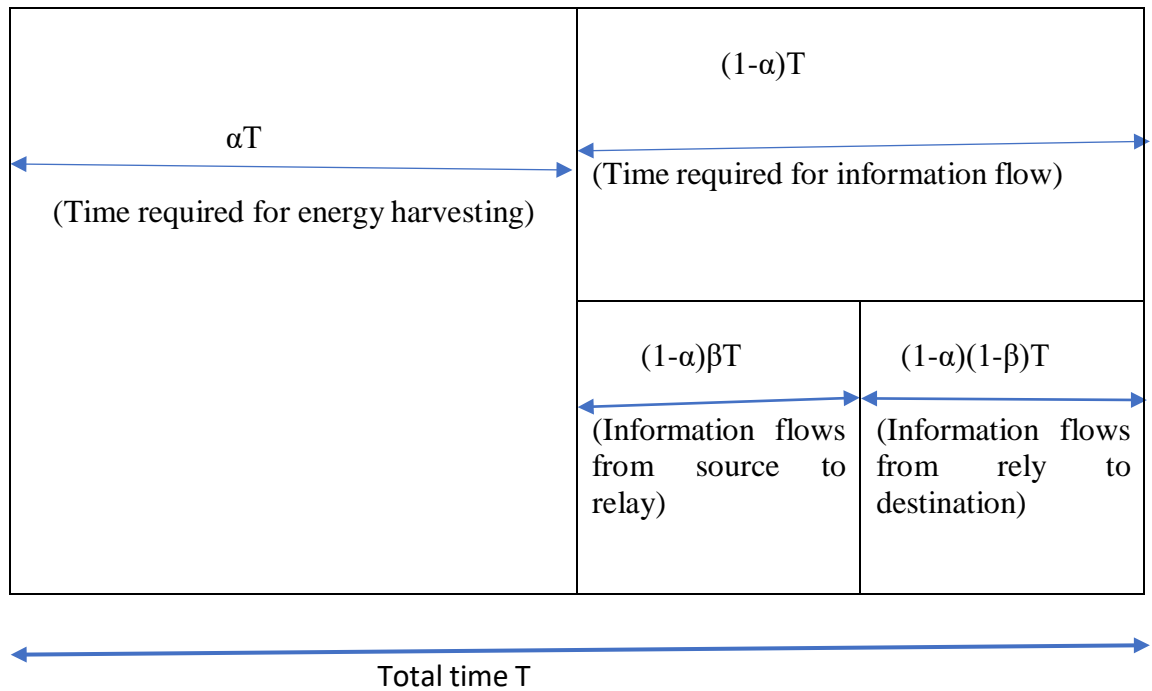 αT
(Time required for energy harvesting)
(1-α)T
(Time required for information flow)
(1-α)βT
(Information flows
from source to
relay)
(1-α)(1-β)T
(Information flows
from rely to
destination)
Total time T